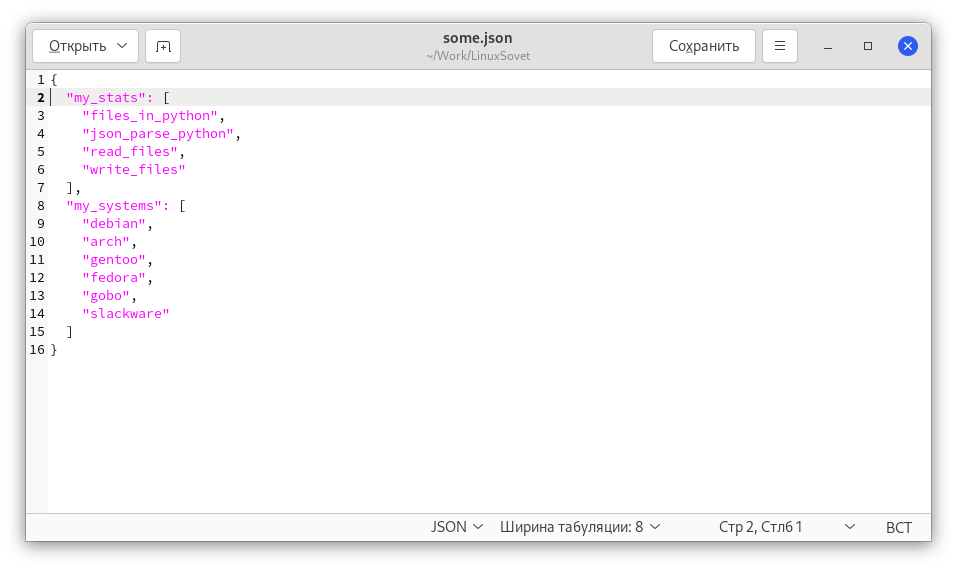 Открыть
some.json
~/Work/LinuxSovet
Сохранить
1 {
2   "my_stats": [
3     "files_in_python",
4     "json_parse_python",
5     "read_files",
6     "write_files"
7   ],
8   "my_systems": [
9     "debian",
10     "arch",
11     "gentoo",
12     "fedora",
13     "gobo",
14     "slackware"
15   ]
16 }
JSON Ширина табуляции: 8 Стр 2, Стлб 1 ВСТ